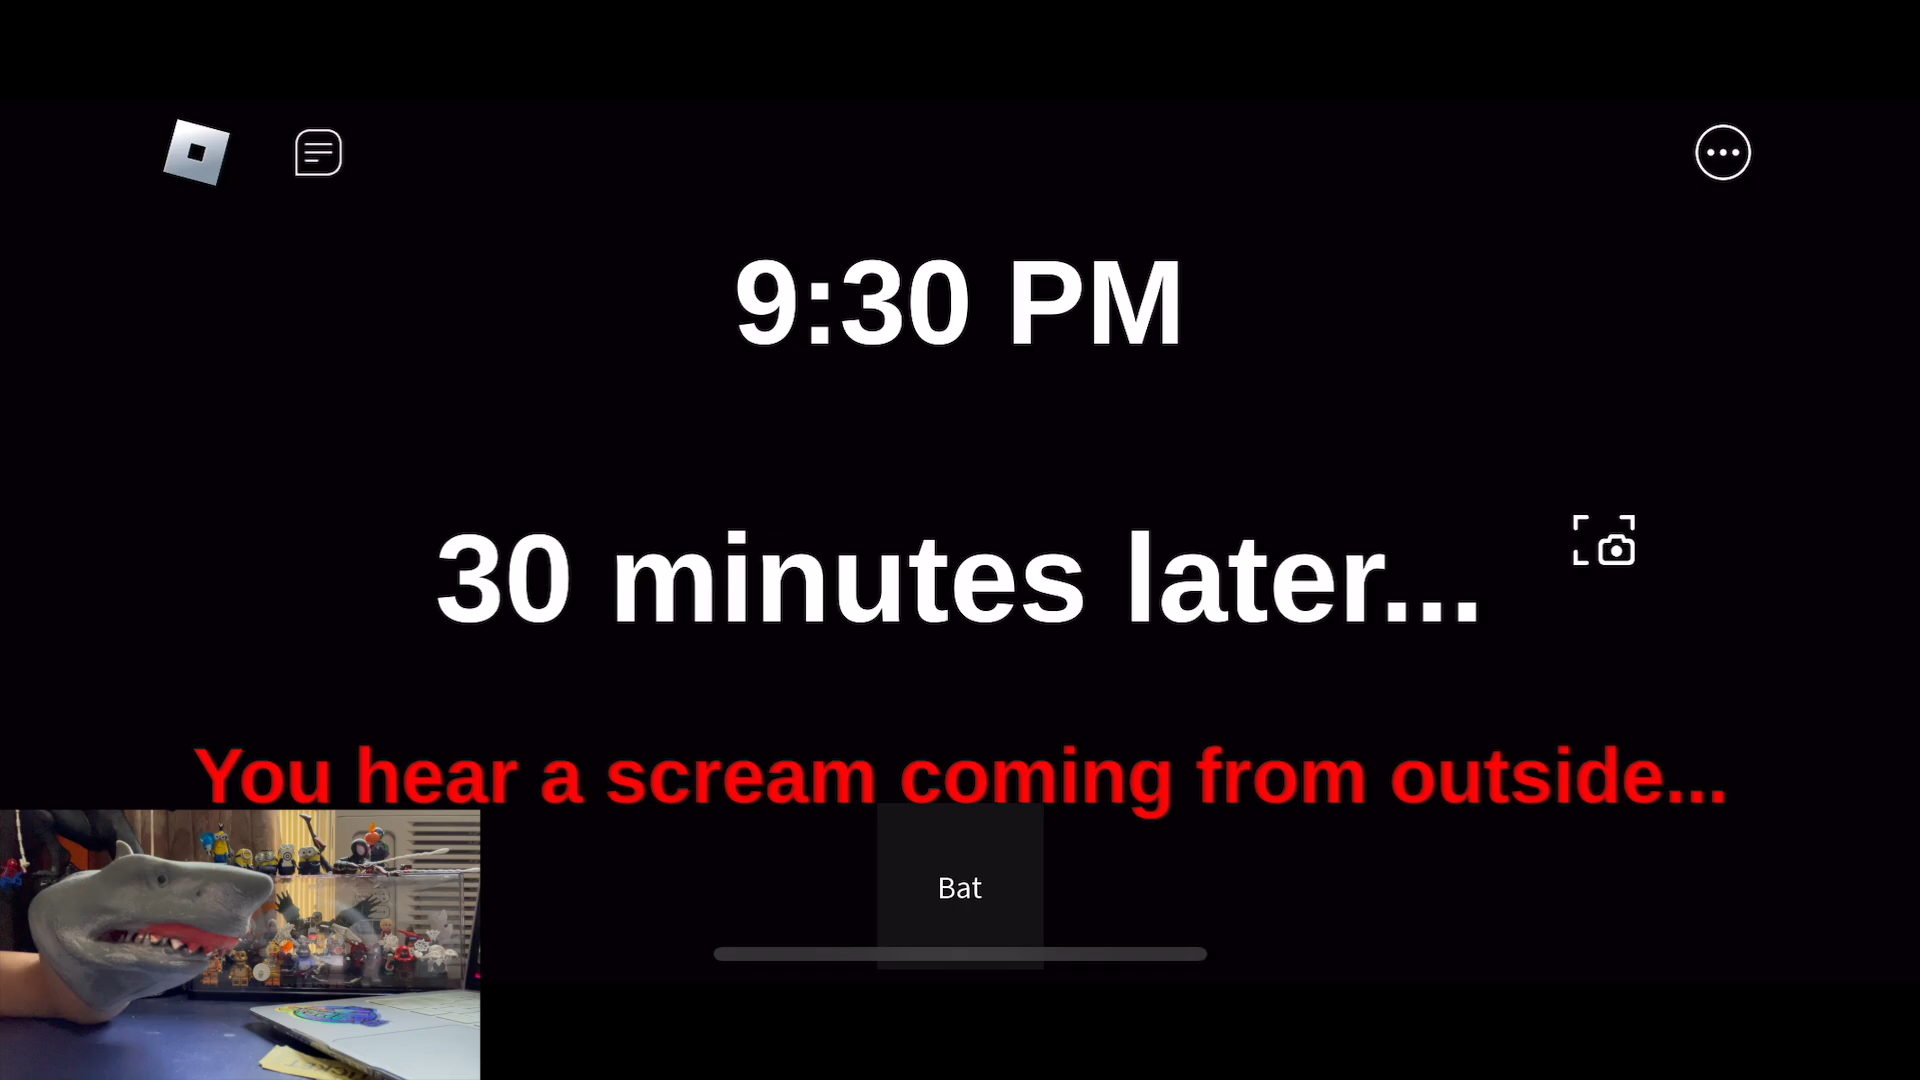 9:30 PM
30 minutes later...
You hear a scream coming from outside...
Bat